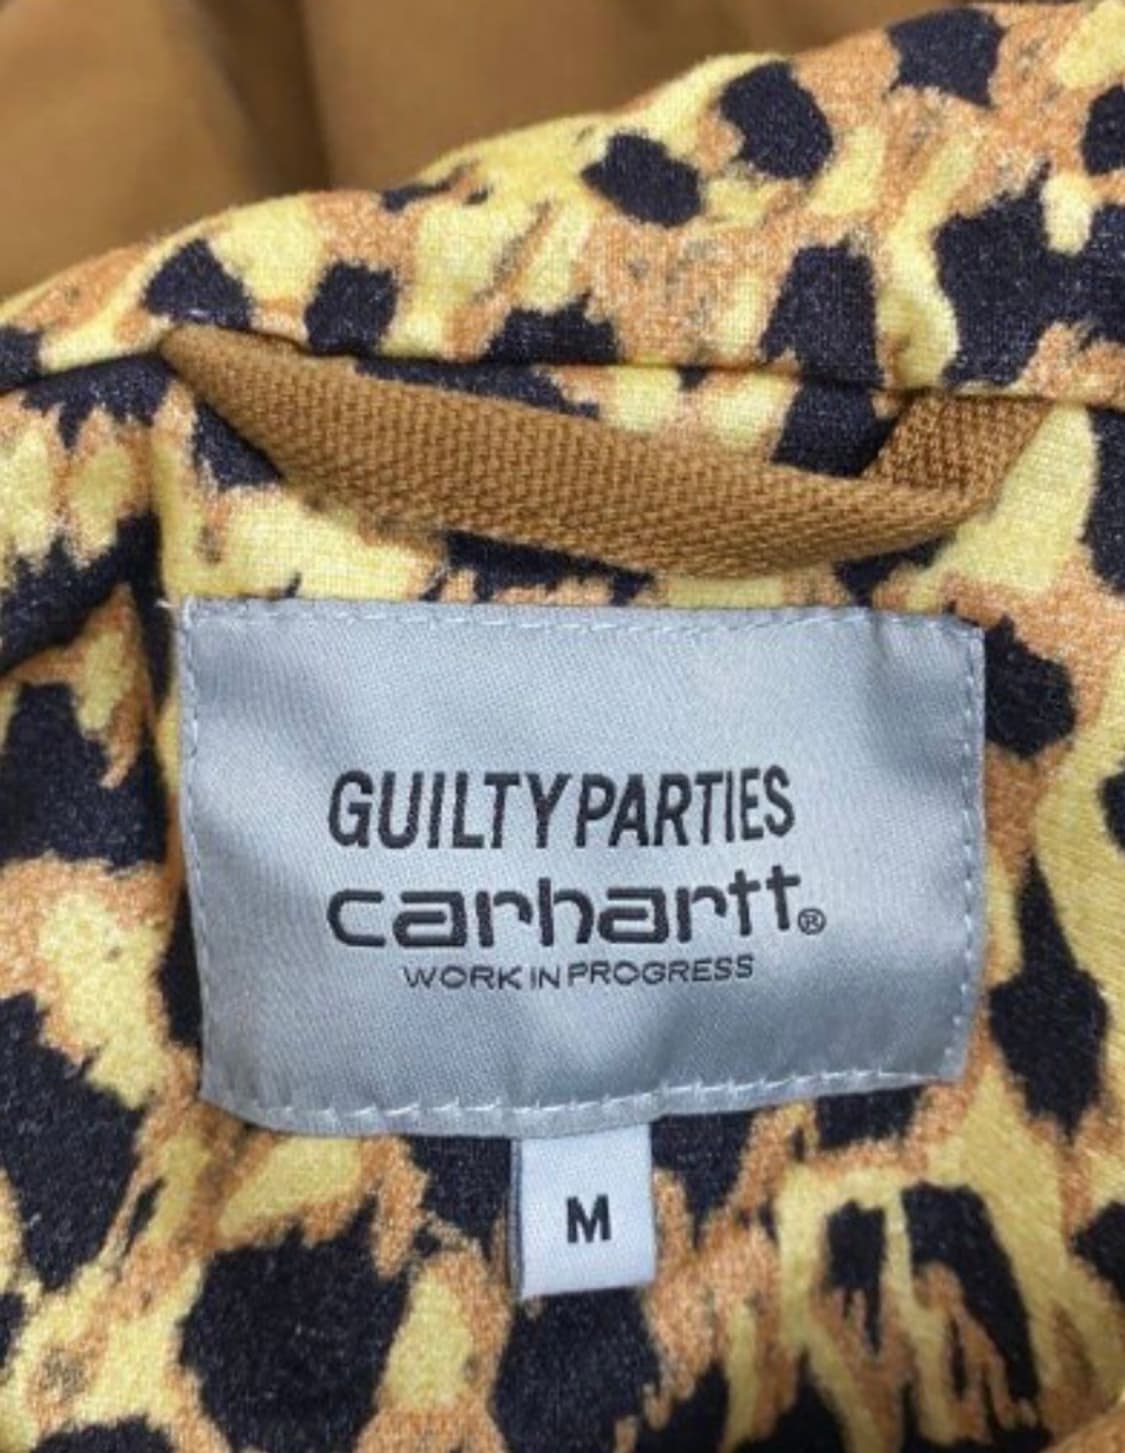 GUILTY PARTIES
carhartt®
WORK IN PROGRESS
M